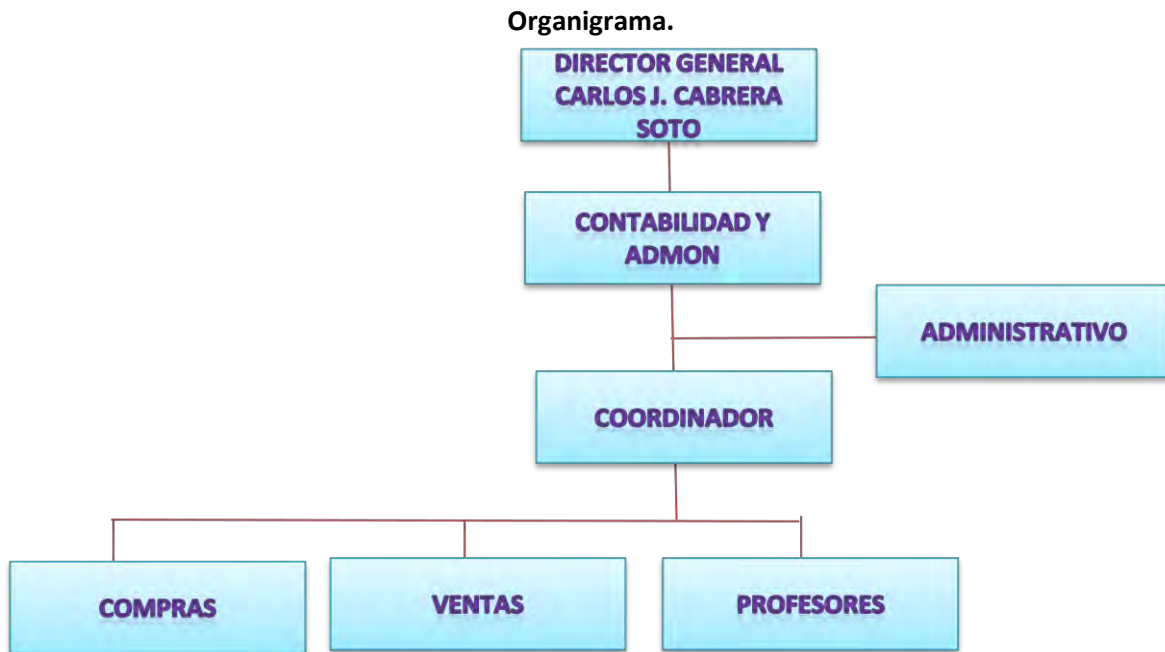 Organigrama.
DIRECTOR GENERAL
CARLOS J. CABRERA
SOTO
CONTABILIDAD Y
ADMON
ADMINISTRATIVO
COORDINADOR
COMPRAS
VENTAS
PROFESORES